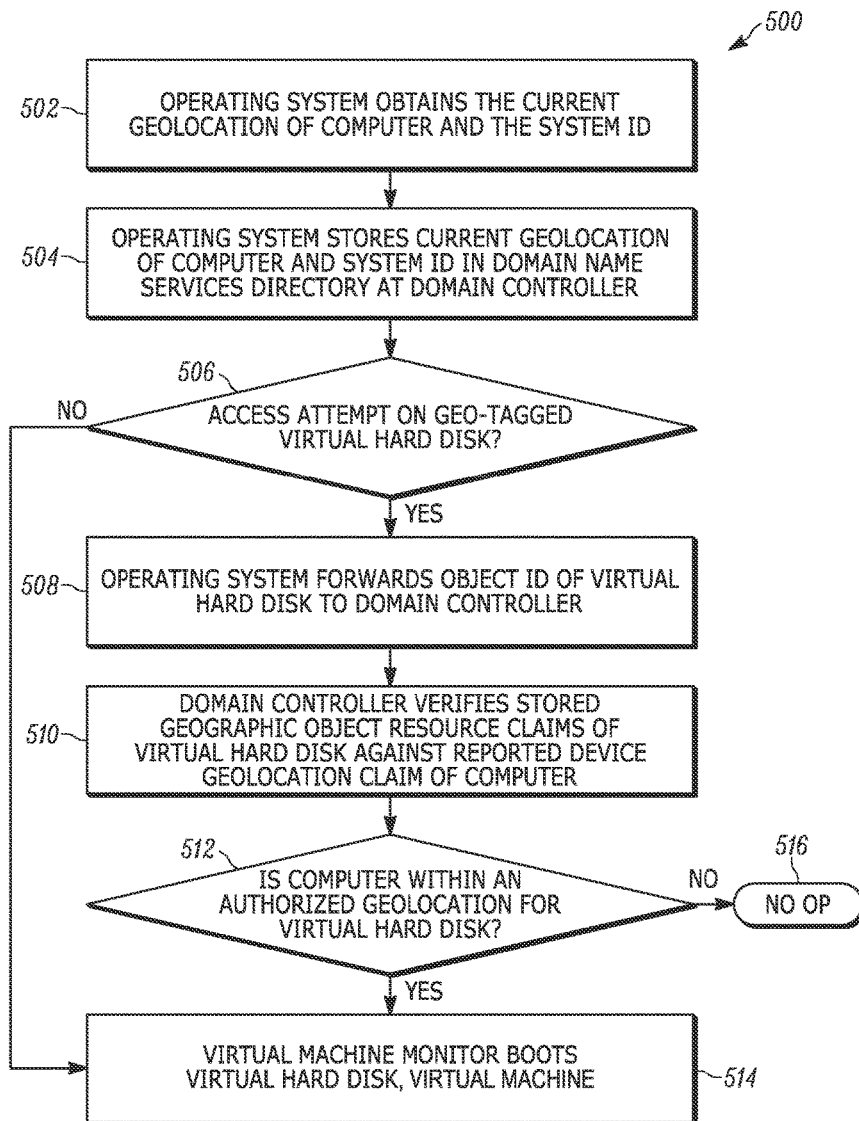 500
502
OPERATING SYSTEM OBTAINS THE CURRENT
GEOLOCATION OF COMPUTER AND THE SYSTEM ID
504
OPERATING SYSTEM STORES CURRENT GEOLOCATION
OF COMPUTER AND SYSTEM ID IN DOMAIN NAME
SERVICES DIRECTORY AT DOMAIN CONTROLLER
506
NO
ACCESS ATTEMPT ON GEO-TAGGED
VIRTUAL HARD DISK?
YES
508
OPERATING SYSTEM FORWARDS OBJECT ID OF VIRTUAL
HARD DISK TO DOMAIN CONTROLLER
510
DOMAIN CONTROLLER VERIFIES STORED
GEOGRAPHIC OBJECT RESOURCE CLAIMS OF
VIRTUAL HARD DISK AGAINST REPORTED DEVICE
GEOLOCATION CLAIM OF COMPUTER
512
IS COMPUTER WITHIN AN
AUTHORIZED GEOLOCATION FOR
VIRTUAL HARD DISK?
NO
516
NO OP
YES
VIRTUAL MACHINE MONITOR BOOTS
VIRTUAL HARD DISK, VIRTUAL MACHINE
514